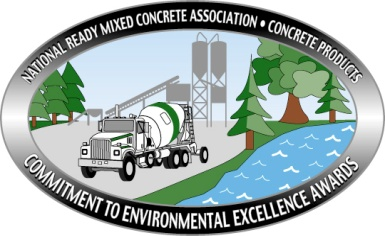 NATIONAL READY MIXED CONCRETE ASSOCIATION • CONCRETE PRODUCTS
COMMITMENT TO ENVIRONMENTAL EXCELLENCE AWARDS